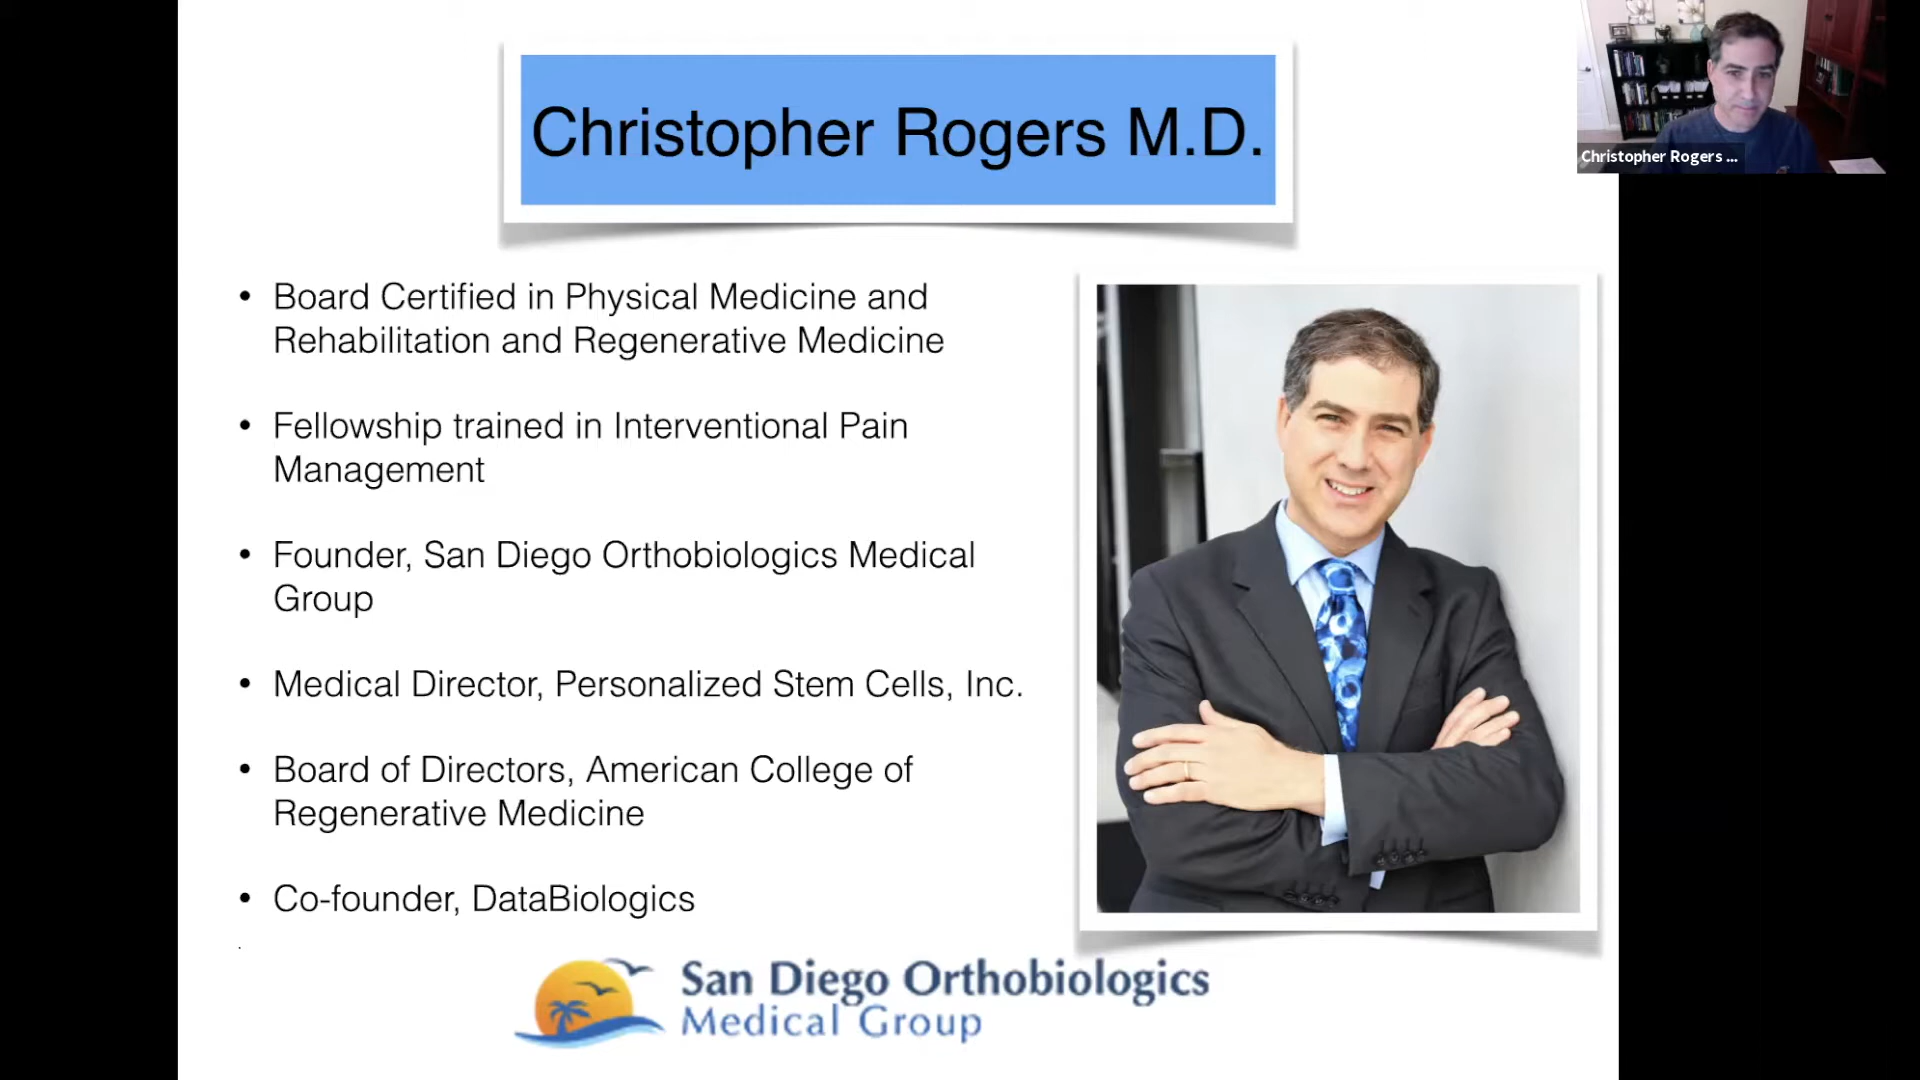 Christopher Rogers M.D.
Christopher Rogers ...
• Board Certified in Physical Medicine and
Rehabilitation and Regenerative Medicine
• Fellowship trained in Interventional Pain
Management
• Founder, San Diego Orthobiologics Medical
Group
• Medical Director, Personalized Stem Cells, Inc.
• Board of Directors, American College of
Regenerative Medicine
• Co-founder, DataBiologics
San Diego Orthobiologics
Medical Group